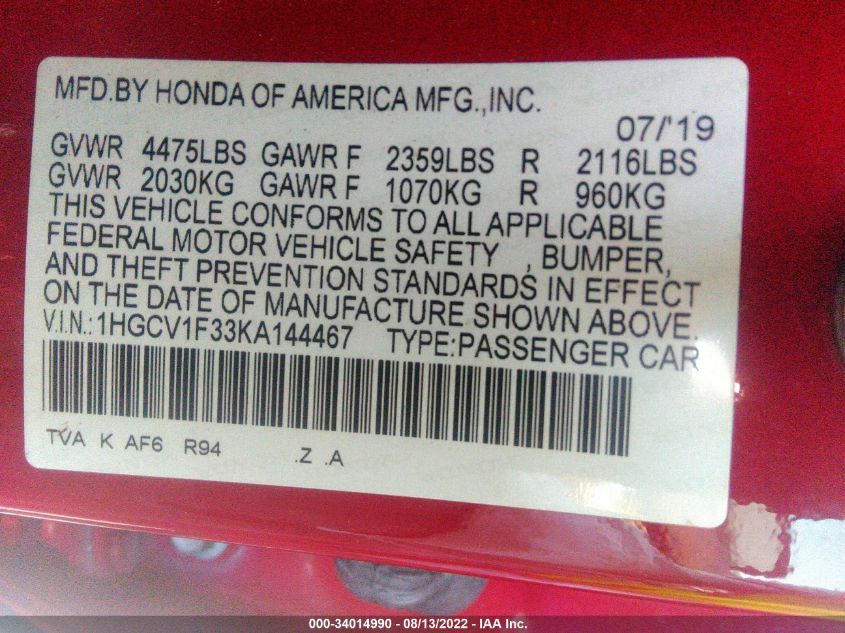 MFD.BY HONDA OF AMERICA MFG.,INC.
07/'19
GVWR 4475LBS GAWR F 2359LBS R 2116LBS
GVWR 2030KG GAWR F 1070KG R 960KG
THIS VEHICLE CONFORMS TO ALL APPLICABLE
FEDERAL MOTOR VEHICLE SAFETY , BUMPER,
AND THEFT PREVENTION STANDARDS IN EFFECT
ON THE DATE OF MANUFACTURE SHOWN ABOVE.
V.I.N.:1HGCV1F33KA144467 TYPE:PASSENGER CAR
TVA K AF6 R94 .Z .A
000-34014990 - 08/13/2022 - IAA Inc.